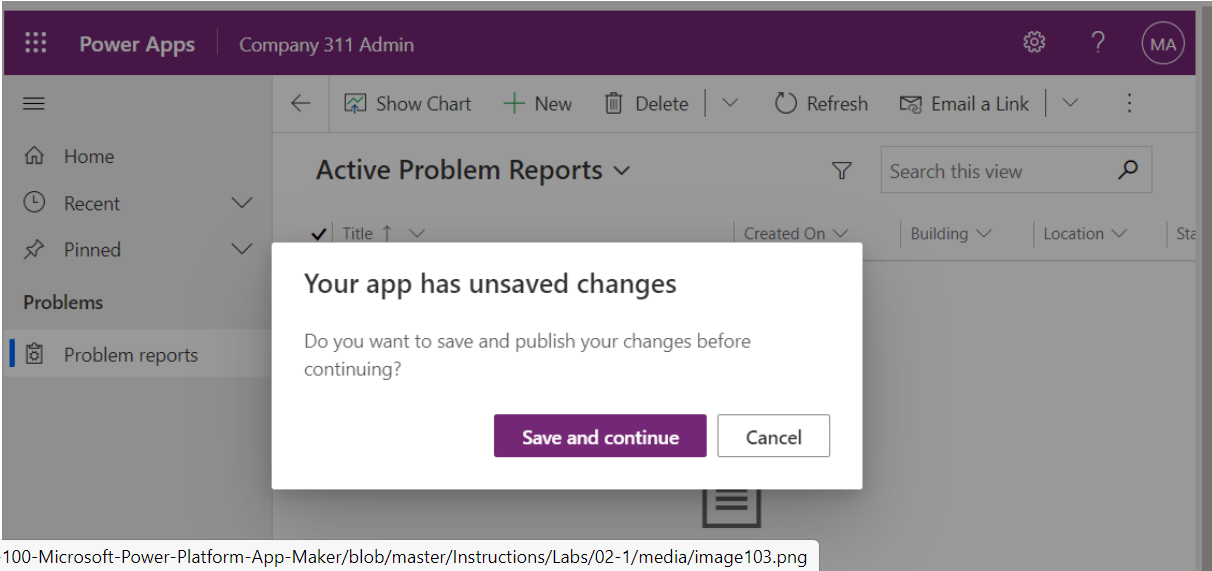 Power Apps Company 311 Admin ? MA
Show Chart New Delete Refresh Email a Link
Home
Recent
Pinned
Problems
Problem reports
Active Problem Reports
Search this view
Title Created On Building Location Sta
Your app has unsaved changes
Do you want to save and publish your changes before
continuing?
Save and continue Cancel
-100-Microsoft-Power-Platform-App-Maker/blob/master/Instructions/Labs/02-1/media/image103.png